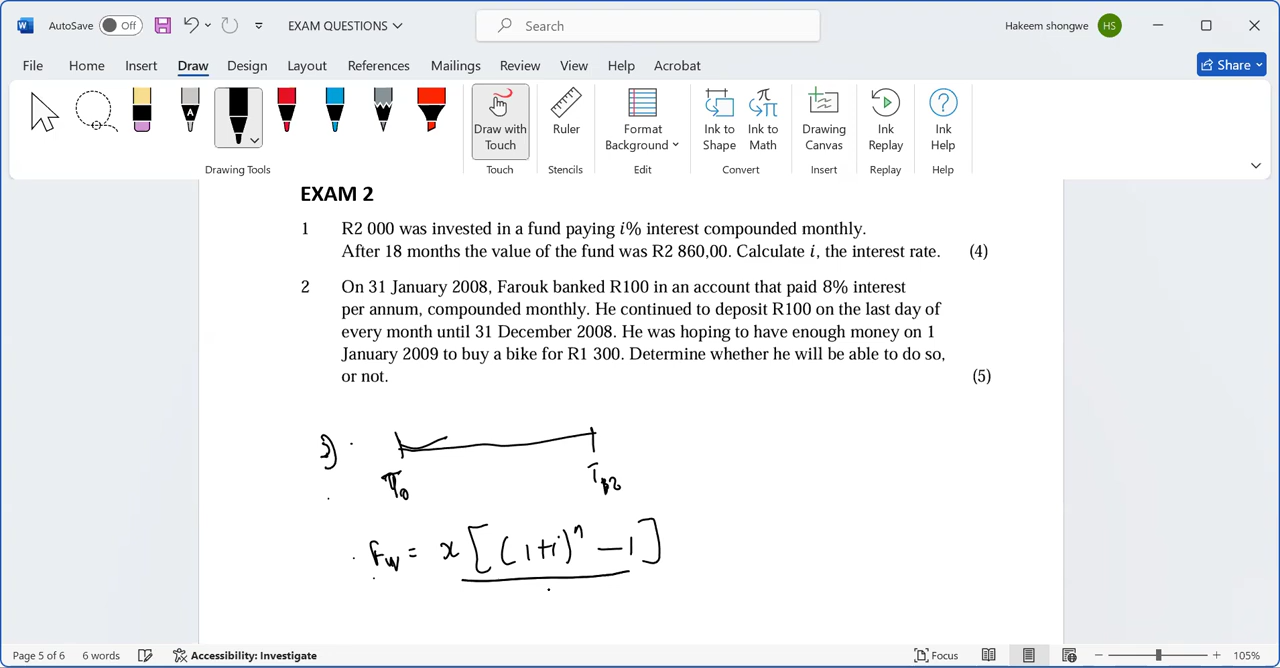 AutoSave Off EXAM QUESTIONS Search Hakeem shongwe HS
File Home Insert Draw Design Layout References Mailings Review View Help Acrobat Share
Draw with Touch Ruler Format Background Ink to Shape Ink to Math Drawing Canvas Ink Replay Ink Help
Drawing Tools Touch Stencils Edit Convert Insert Replay Help
EXAM 2
1 R2 000 was invested in a fund paying i% interest compounded monthly.
After 18 months the value of the fund was R2 860,00. Calculate i, the interest rate. (4)
2 On 31 January 2008, Farouk banked R100 in an account that paid 8% interest
per annum, compounded monthly. He continued to deposit R100 on the last day of
every month until 31 December 2008. He was hoping to have enough money on 1
January 2009 to buy a bike for R1 300. Determine whether he will be able to do so,
or not. (5)
T0
Fv = x[(1+i)^n - 1]
Page 5 of 6 6 words Accessibility: Investigate Focus 105%